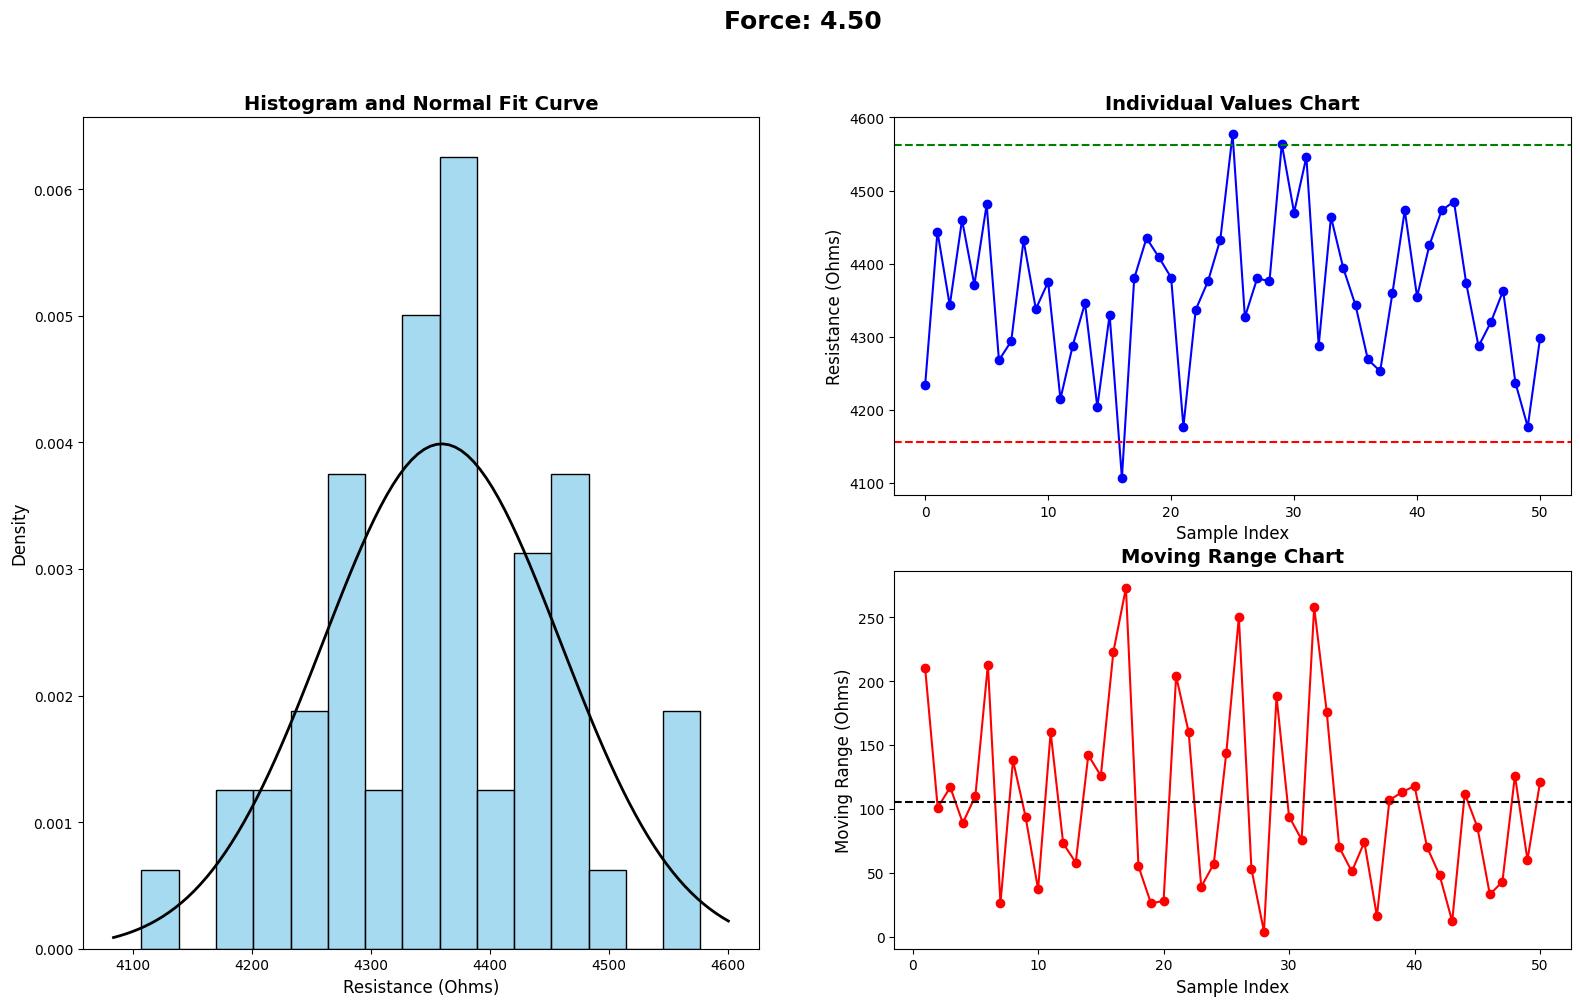 Force: 4.50
Histogram and Normal Fit Curve
Density
0.006
0.005
0.004
0.003
0.002
0.001
0.000
4100 4200 4300 4400 4500 4600
Resistance (Ohms)
Individual Values Chart
Resistance (Ohms)
4600
4500
4400
4300
4200
4100
0 10 20 30 40 50
Sample Index
Moving Range Chart
Moving Range (Ohms)
250
200
150
100
50
0
0 10 20 30 40 50
Sample Index